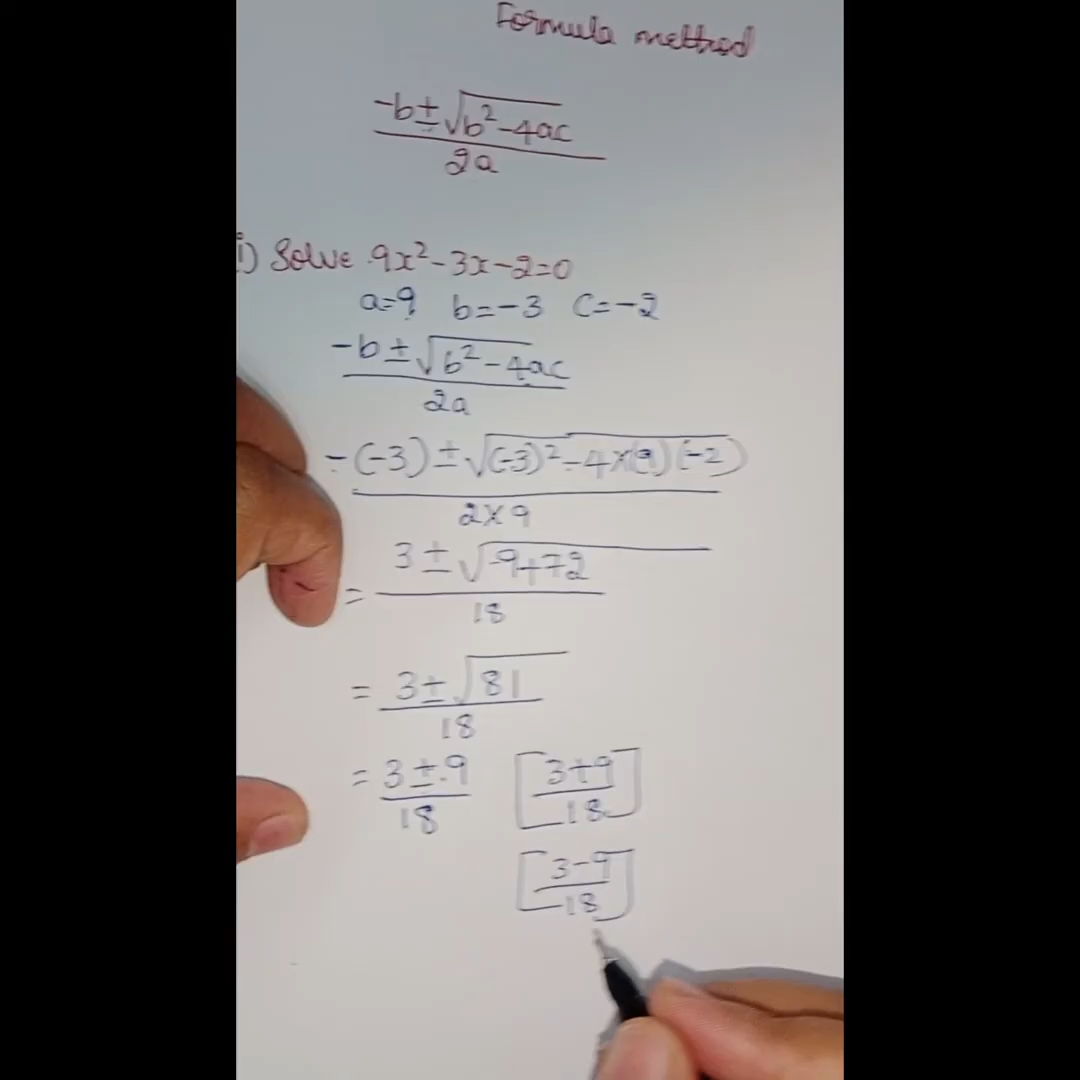 Formula method
-b ± √b² - 4ac
2a
i) Solve 9x² - 3x - 2 = 0
a=9 b=-3 c=-2
-b ± √b² - 4ac
2a
-(-3) ± √(-3)² - 4×(9)(-2)
2×9
= 3 ± √9+72
18
= 3 ± √81
18
= 3 ± 9 [3+9
18 18]
[3-9
18]